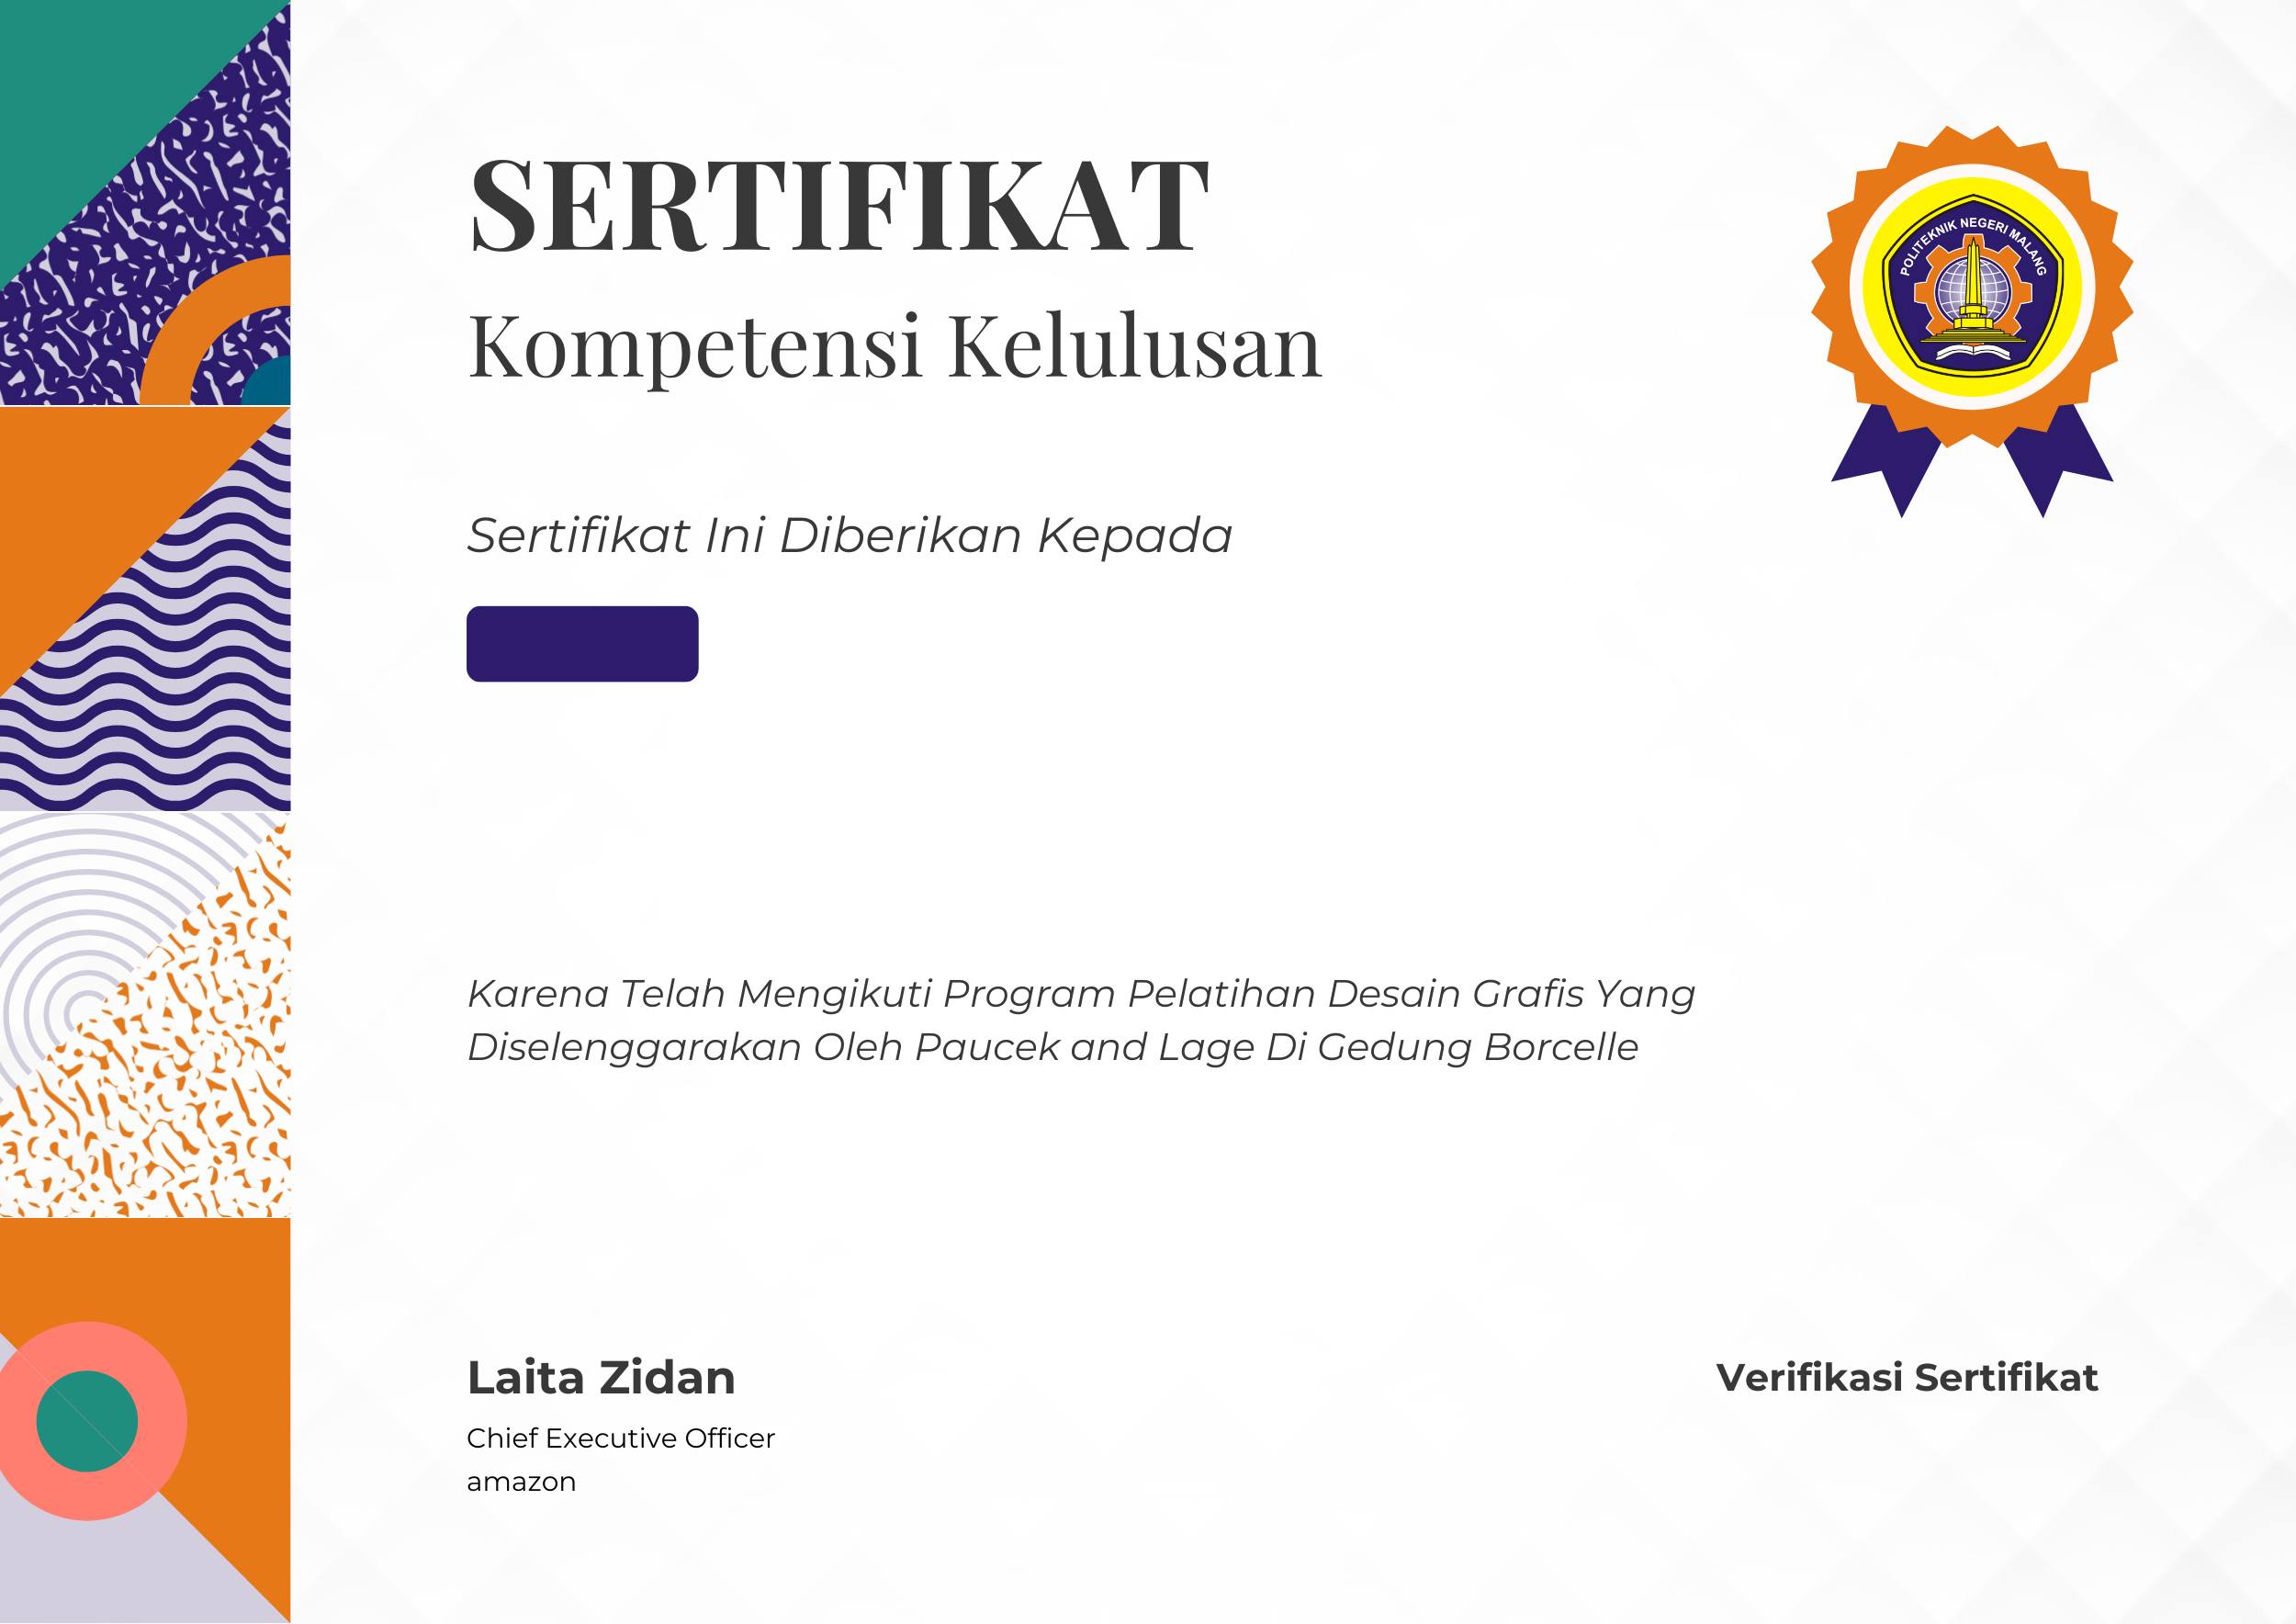 SERTIFIKAT
POLITEKNIK NEGERI MALANG
Kompetensi Kelulusan
Sertifikat Ini Diberikan Kepada
Karena Telah Mengikuti Program Pelatihan Desain Grafis Yang
Diselenggarakan Oleh Paucek and Lage Di Gedung Borcelle
Laita Zidan
Verifikasi Sertifikat
Chief Executive Officer
amazon